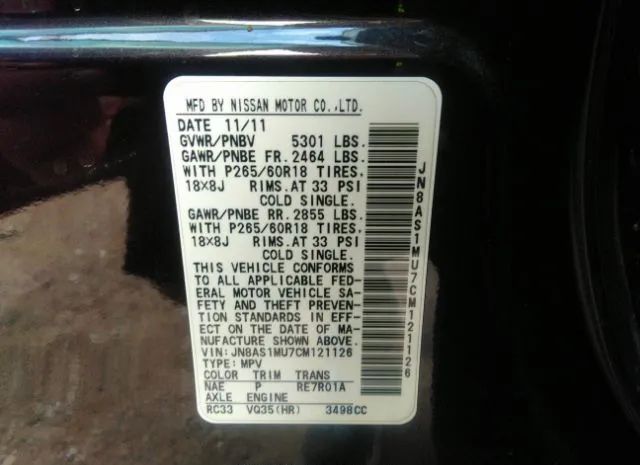 MFD BY NISSAN MOTOR CO.,LTD.
DATE 11/11
GVWR/PNBV 5301 LBS.
GAWR/PNBE FR. 2464 LBS.
WITH P265/60R18 TIRES,
18X8J RIMS.AT 33 PSI
COLD SINGLE.
GAWR/PNBE RR. 2855 LBS.
WITH P265/60R18 TIRES,
18X8J RIMS.AT 33 PSI
COLD SINGLE.
THIS VEHICLE CONFORMS
TO ALL APPLICABLE FED-
ERAL MOTOR VEHICLE SA-
FETY AND THEFT PREVEN-
TION STANDARDS IN EFF-
ECT ON THE DATE OF MA-
NUFACTURE SHOWN ABOVE.
VIN: JN8AS1MU7CM121126
TYPE: MPV
COLOR TRIM TRANS
NAE P RE7R01A
AXLE ENGINE
RC33 VQ35(HR) 3498CC
JN8AS1MU7CM121126